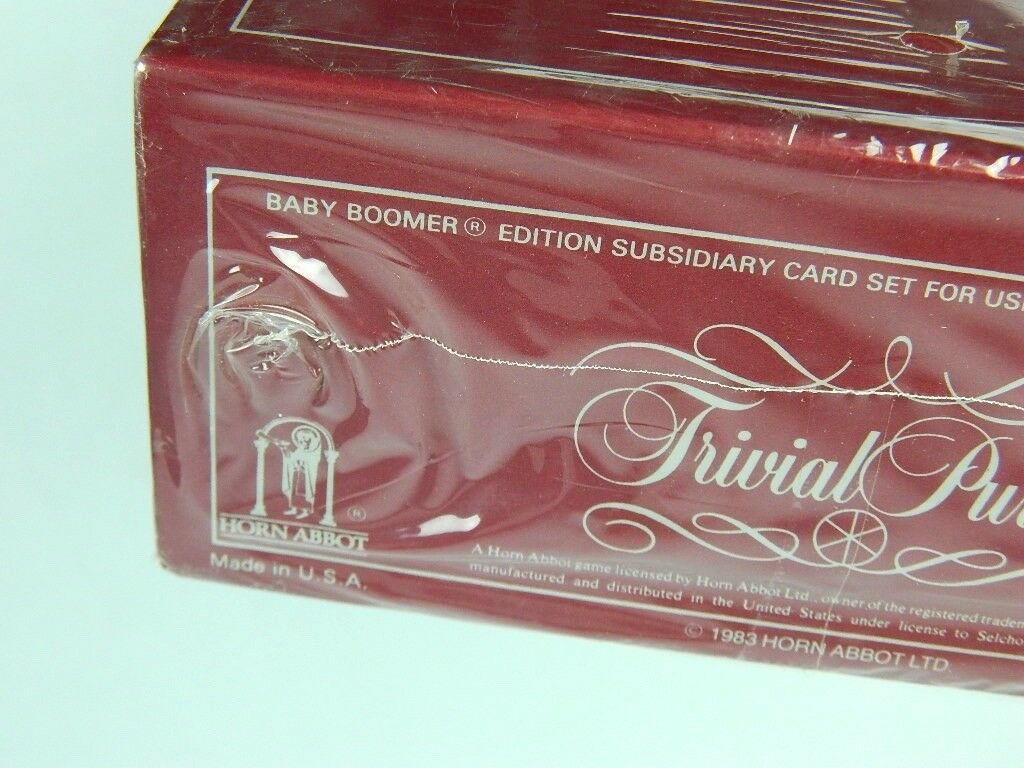 BABY BOOMER® EDITION SUBSIDIARY CARD SET FOR US
Trivial Pur
HORN ABBOT ®
A Horn Abbot game licensed by Horn Abbot Ltd., owner of the registered tradem
manufactured and distributed in the United States under license to Selcho
Made in U.S.A.
© 1983 HORN ABBOT LTD.